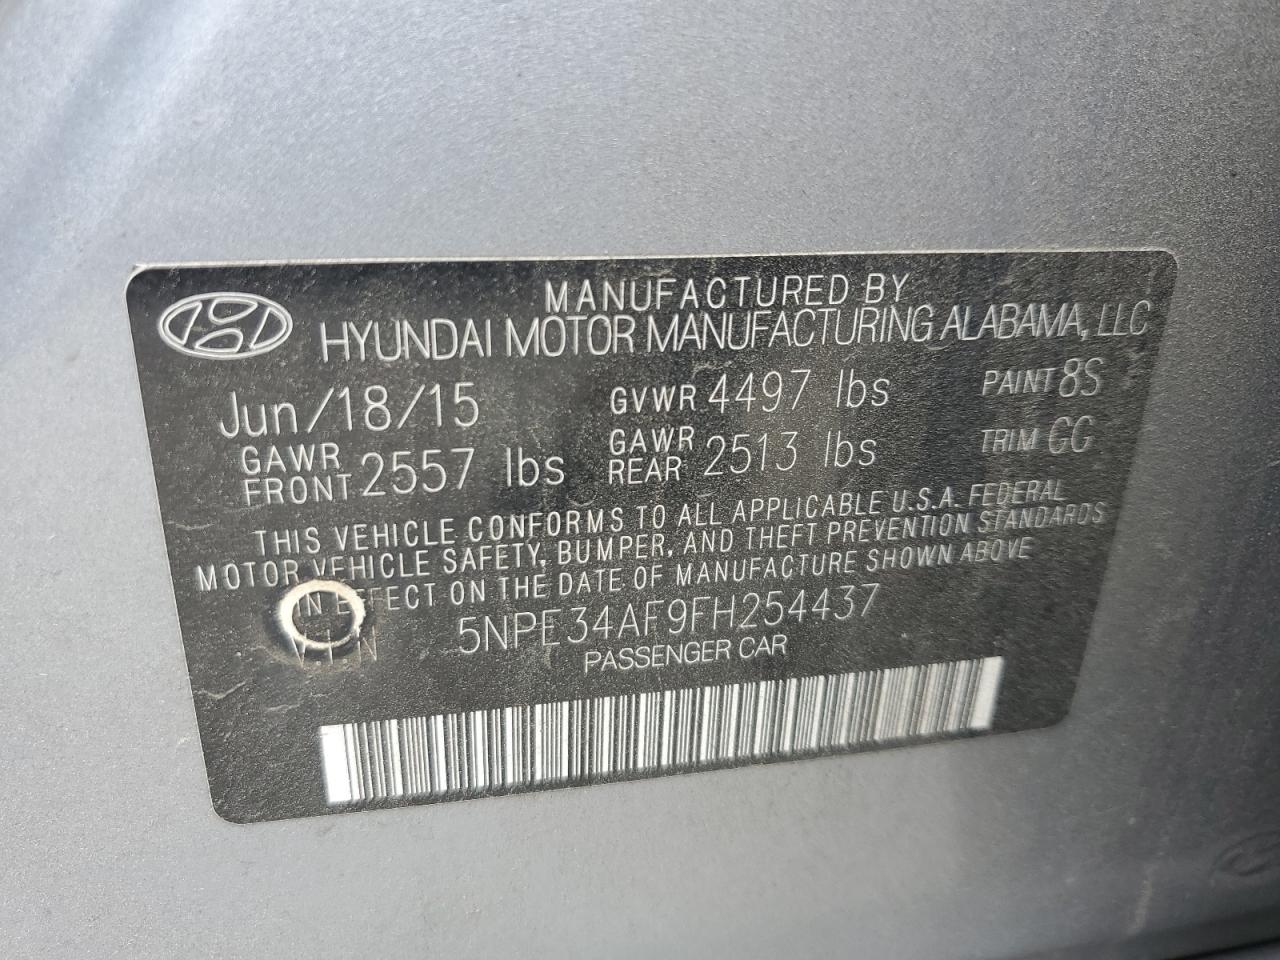 MANUFACTURED BY
HYUNDAI MOTOR MANUFACTURING ALABAMA, LLC
Jun/18/15 GVWR 4497 lbs PAINT 8S
GAWR FRONT 2557 lbs GAWR REAR 2513 lbs TRIM CG
THIS VEHICLE CONFORMS TO ALL APPLICABLE U.S.A. FEDERAL
MOTOR VEHICLE SAFETY, BUMPER, AND THEFT PREVENTION STANDARDS
IN EFFECT ON THE DATE OF MANUFACTURE SHOWN ABOVE
VIN 5NPE34AF9FH254437
PASSENGER CAR